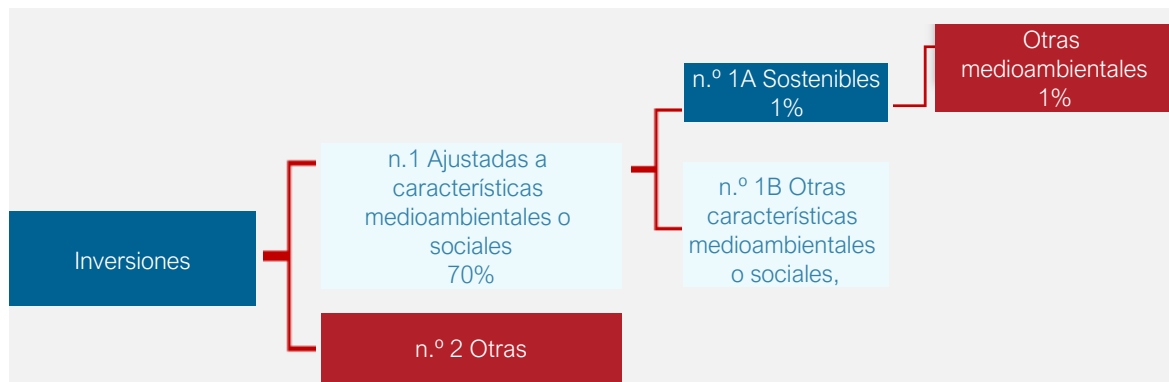 Inversiones
n.1 Ajustadas a
características
medioambientales o
sociales
70%
n.º 2 Otras
n.º 1A Sostenibles
1%
n.º 1B Otras
características
medioambientales
o sociales,
Otras
medioambientales
1%